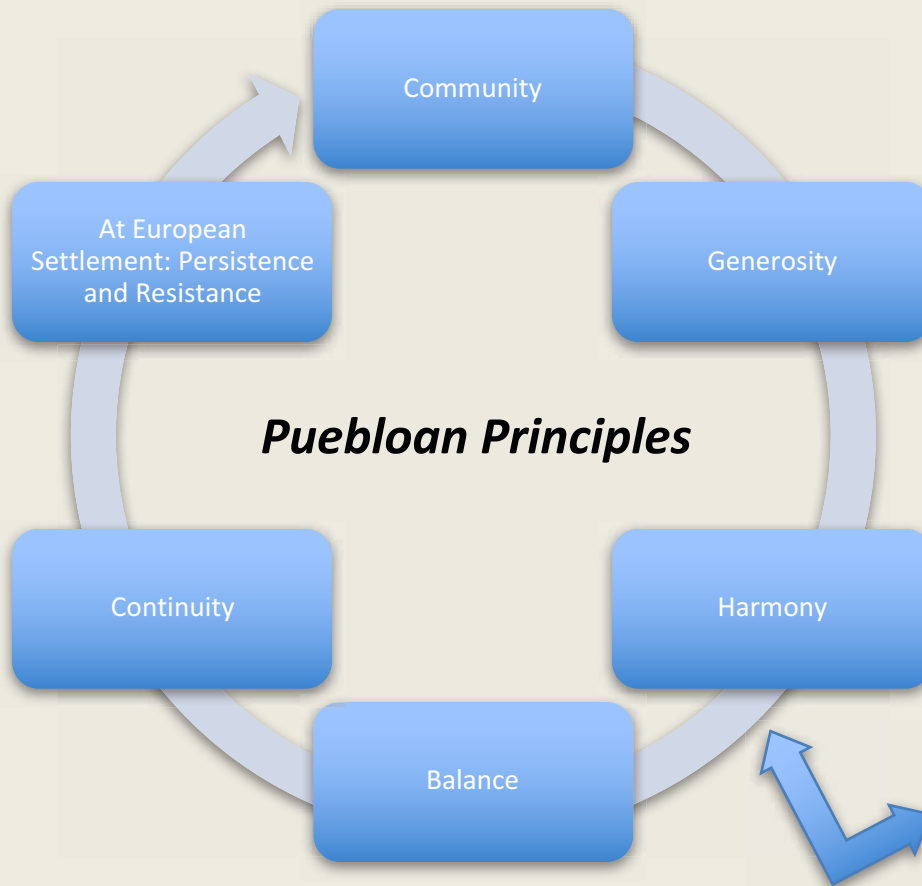 Community
Generosity
Harmony
Balance
Continuity
At European
Settlement: Persistence
and Resistance
Puebloan Principles